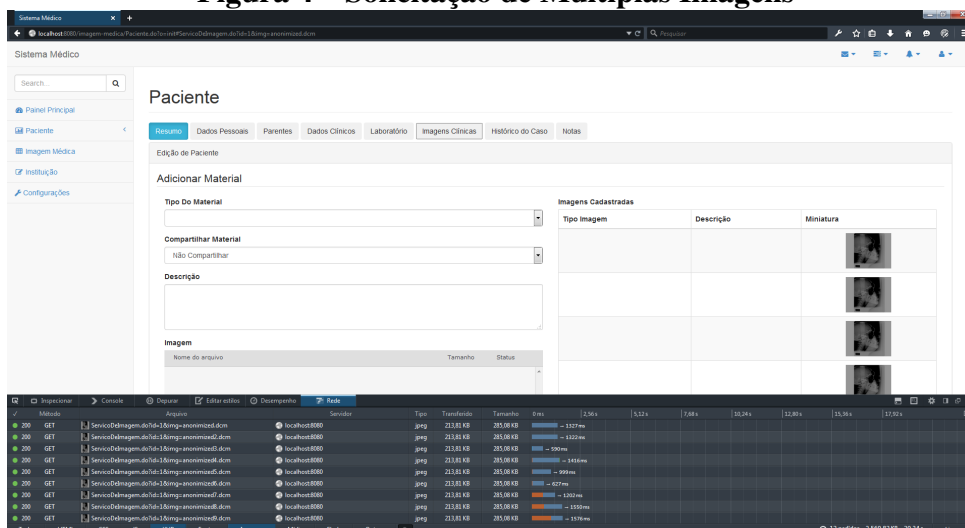 Figura 4 – Solicitação de Múltiplas Imagens
Sistema Médico
localhost:8080/imagem-medica/Paciente.do?o=init#ServicoDeImagem.do?id=1&img=anonimized.dcm
Pesquisar
Sistema Médico
Search...
Painel Principal
Paciente
Imagem Médica
Instituição
Configurações
Paciente
Resumo Dados Pessoais Parentes Dados Clínicos Laboratório Imagens Clínicas Histórico do Caso Notas
Edição de Paciente
Adicionar Material
Tipo Do Material
Compartilhar Material
Não Compartilhar
Descrição
Imagem
Nome do arquivo Tamanho Status
Imagens Cadastradas
Tipo Imagem Descrição Miniatura
Inspecionar Console Depurar Editar estilos Desempenho Rede
√ Método Arquivo Servidor Tipo Transferido Tamanho 0 ms 2,56 s 5,12 s 7,68 s 10,24 s 12,80 s 15,36 s 17,92 s
200 GET ServicoDeImagem.do?id=1&img=anonimized.dcm localhost:8080 jpeg 213,81 KB 285,08 KB → 1327 ms
200 GET ServicoDeImagem.do?id=1&img=anonimized2.dcm localhost:8080 jpeg 213,81 KB 285,08 KB → 1322 ms
200 GET ServicoDeImagem.do?id=1&img=anonimized3.dcm localhost:8080 jpeg 213,81 KB 285,08 KB → 590 ms
200 GET ServicoDeImagem.do?id=1&img=anonimized4.dcm localhost:8080 jpeg 213,81 KB 285,08 KB → 1416 ms
200 GET ServicoDeImagem.do?id=1&img=anonimized5.dcm localhost:8080 jpeg 213,81 KB 285,08 KB → 999 ms
200 GET ServicoDeImagem.do?id=1&img=anonimized6.dcm localhost:8080 jpeg 213,81 KB 285,08 KB → 627 ms
200 GET ServicoDeImagem.do?id=1&img=anonimized7.dcm localhost:8080 jpeg 213,81 KB 285,08 KB → 1202 ms
200 GET ServicoDeImagem.do?id=1&img=anonimized8.dcm localhost:8080 jpeg 213,81 KB 285,08 KB → 1550 ms
200 GET ServicoDeImagem.do?id=1&img=anonimized9.dcm localhost:8080 jpeg 213,81 KB 285,08 KB → 1576 ms